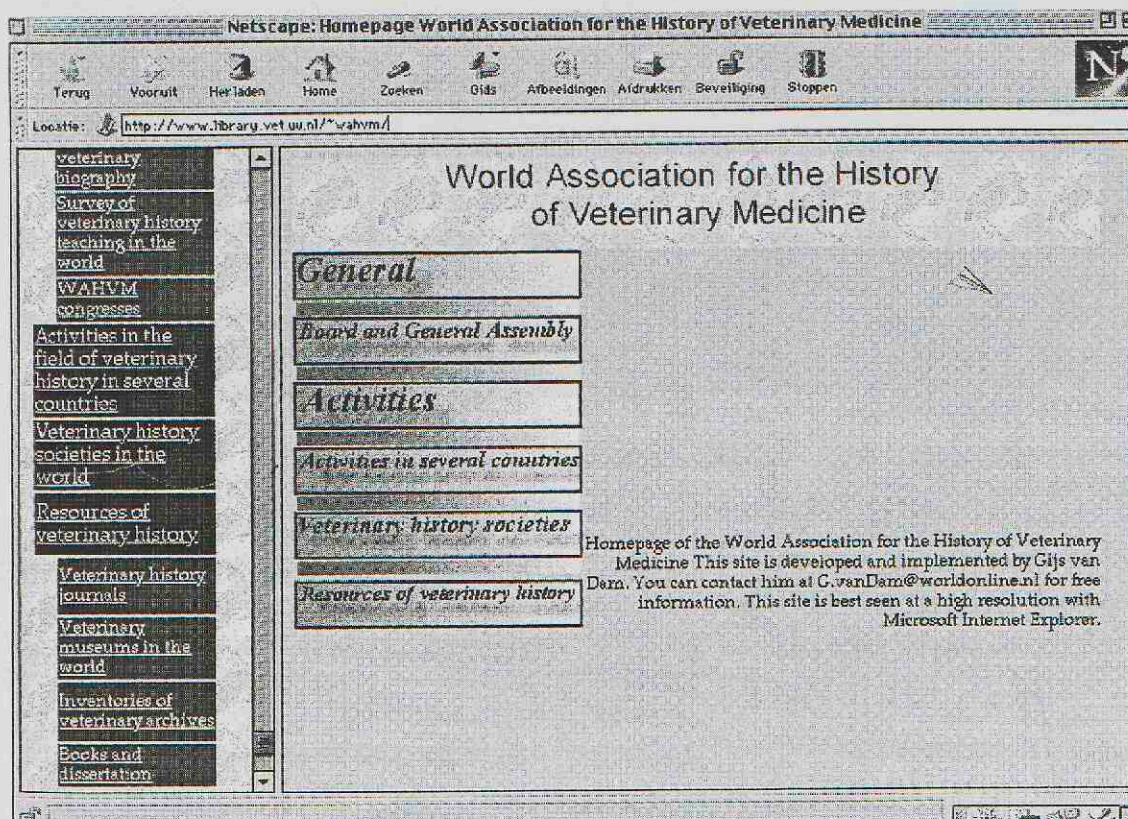 Netscape: Homepage World Association for the History of Veterinary Medicine
Terug Vooruit Herladen Home Zoeken Gids Afbeeldingen Afdrukken Beveiliging Stoppen
N
Locatie: http://www.library.vet.uu.nl/~wahvm/
veterinary
biography
Survey of
veterinary history
teaching in the
world
WAHVM
congresses
Activities in the
field of veterinary
history in several
countries
Veterinary history
societies in the
world
Resources of
veterinary history
Veterinary history
journals
Veterinary
museums in the
world
Inventories of
veterinary archives
Books and
dissertation
World Association for the History
of Veterinary Medicine
General
Board and General Assembly
Activities
Activities in several countries
Veterinary history societies
Resources of veterinary history
Homepage of the World Association for the History of Veterinary
Medicine This site is developed and implemented by Gijs van
Dam. You can contact him at G.vanDam@worldonline.nl for free
information. This site is best seen at a high resolution with
Microsoft Internet Explorer.